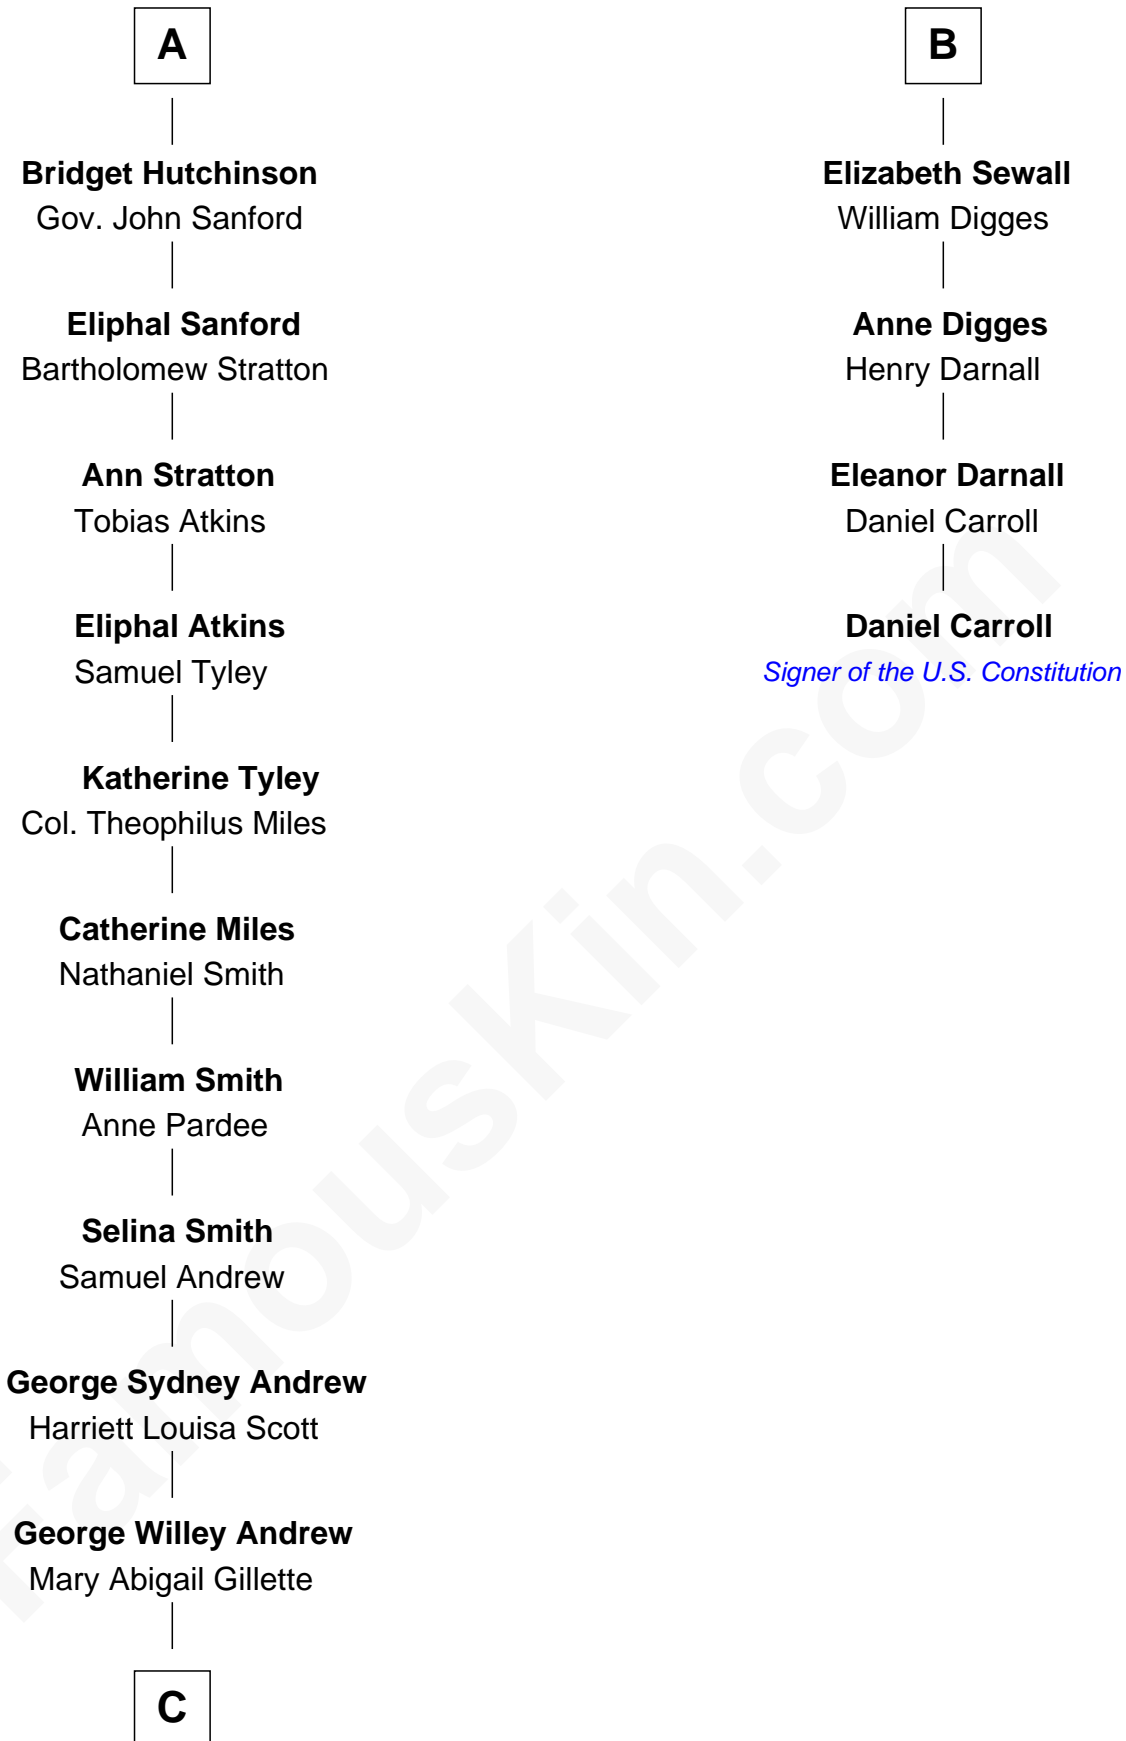 A
Bridget Hutchinson
Gov. John Sanford
Eliphal Sanford
Bartholomew Stratton
Ann Stratton
Tobias Atkins
Eliphal Atkins
Samuel Tyley
Katherine Tyley
Col. Theophilus Miles
Catherine Miles
Nathaniel Smith
William Smith
Anne Pardee
Selina Smith
Samuel Andrew
George Sydney Andrew
Harriett Louisa Scott
George Willey Andrew
Mary Abigail Gillette
C
B
Elizabeth Sewall
William Digges
Anne Digges
Henry Darnall
Eleanor Darnall
Daniel Carroll
Daniel Carroll
Signer of the U.S. Constitution
FamousKin.com